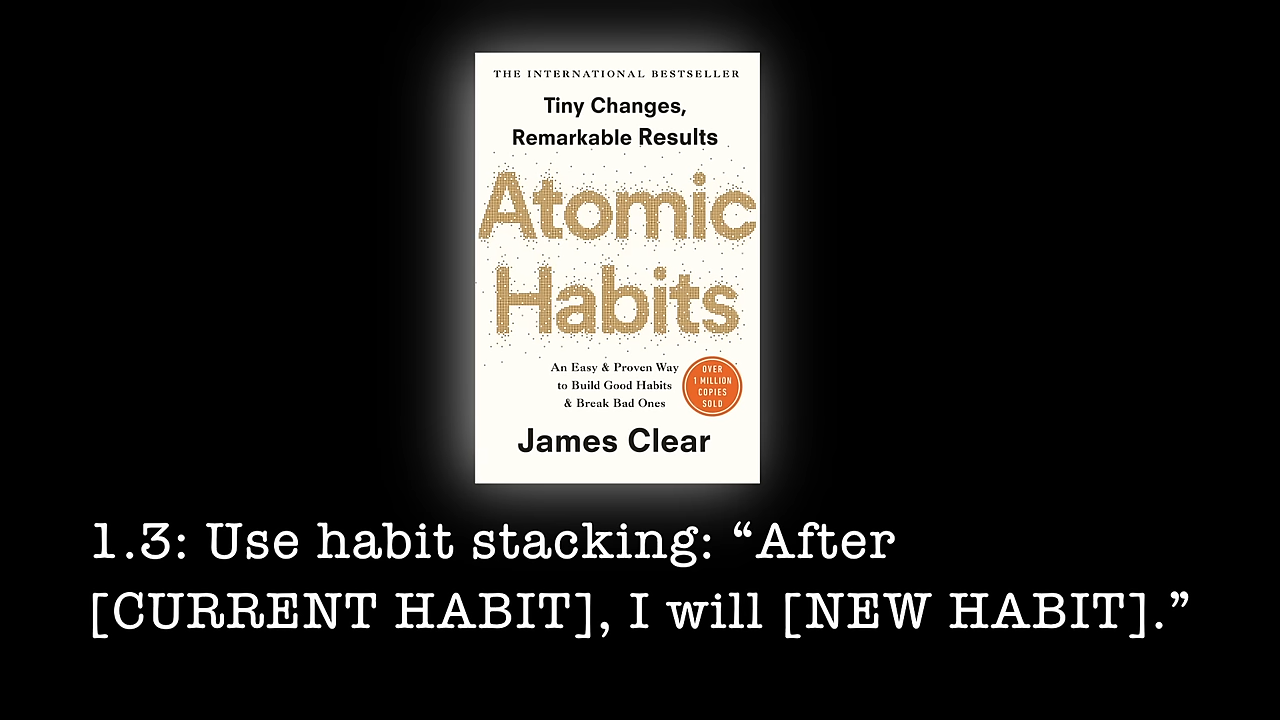 THE INTERNATIONAL BESTSELLER
Tiny Changes,
Remarkable Results
Atomic
Habits
An Easy & Proven Way
to Build Good Habits
& Break Bad Ones
OVER
1 MILLION
COPIES
SOLD
James Clear
1.3: Use habit stacking: “After
[CURRENT HABIT], I will [NEW HABIT].”